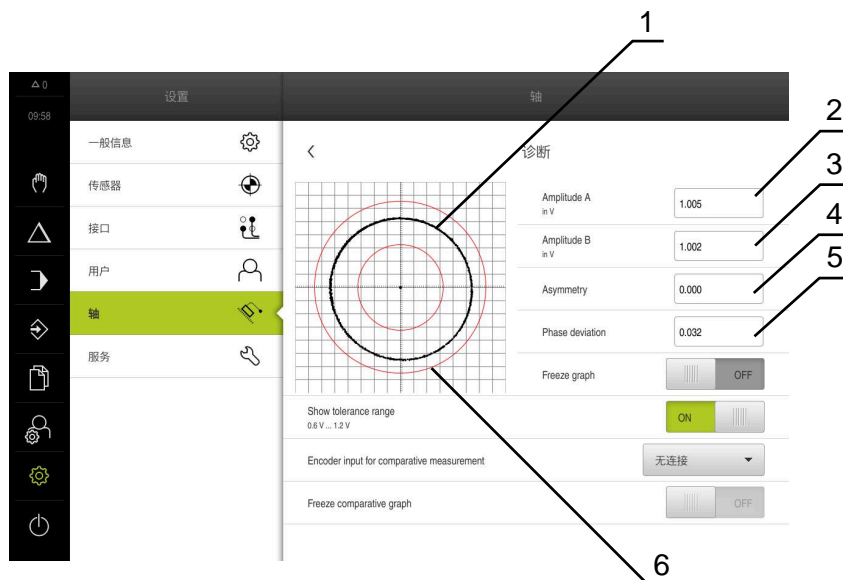 1
0
设置
轴
09:58
2
一般信息
诊断
3
传感器
Amplitude A
in V
1.005
4
接口
Amplitude B
in V
1.002
5
用户
Asymmetry
0.000
轴
Phase deviation
0.032
服务
Freeze graph
OFF
Show tolerance range
0.6 V ... 1.2 V
ON
Encoder input for comparative measurement
无连接
Freeze comparative graph
OFF
6